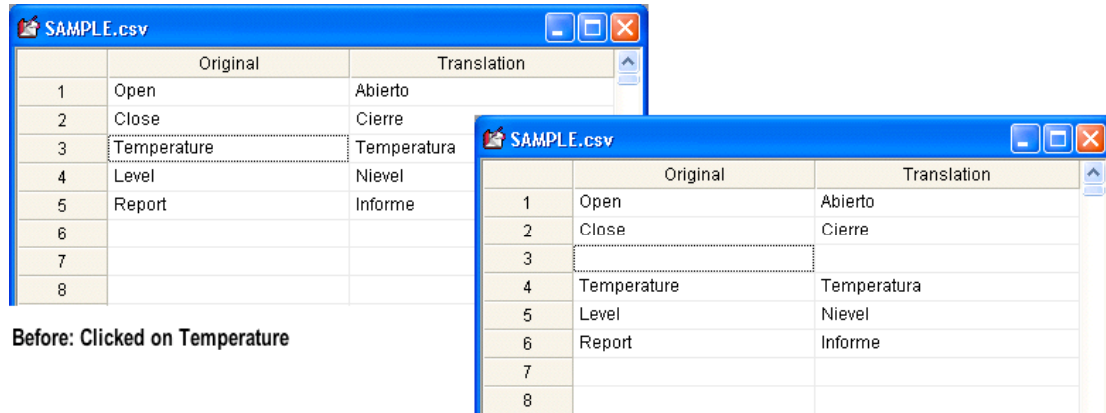 SAMPLE.csv
Original Translation
1 Open Abierto
2 Close Cierre
3 Temperature Temperatura
4 Level Nievel
5 Report Informe
6
7
8
Before: Clicked on Temperature
SAMPLE.csv
Original Translation
1 Open Abierto
2 Close Cierre
3
4 Temperature Temperatura
5 Level Nievel
6 Report Informe
7
8